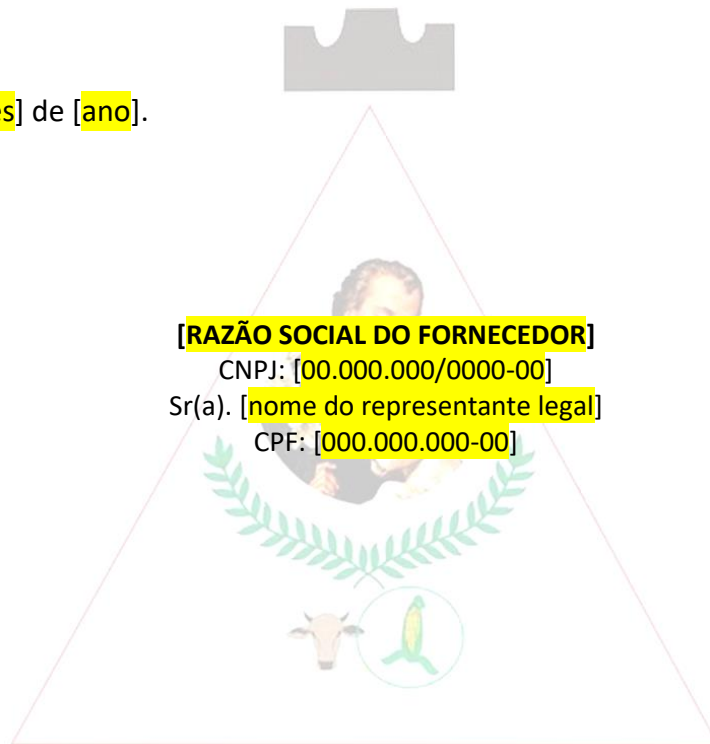 es] de [ano].
[RAZÃO SOCIAL DO FORNECEDOR]
CNPJ: [00.000.000/0000-00]
Sr(a). [nome do representante legal]
CPF: [000.000.000-00]